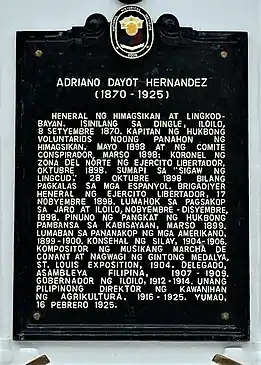 ADRIANO DAYOT HERNANDEZ
(1870 - 1925)
HENERAL NG HIMAGSIKAN AT LINGKOD-
BAYAN. ISINILANG SA DINGLE, ILOILO,
8 SETYEMBRE 1870. KAPITAN NG HUKBONG
VOLUNTARIOS NOONG PANAHON NG
HIMAGSIKAN, MAYO 1898 AT NG COMITE
CONSPIRADOR, MARSO 1898; KORONEL NG
ZONA DEL NORTE NG EJERCITO LIBERTADOR,
OKTUBRE 1898. SUMAPI SA "SIGAW NG
LINCUD," 28 OKTUBRE 1898 BILANG
PAGKALAS SA MGA ESPANYOL, BRIGADIYER
HENERAL NG EJERCITO LIBERTADOR, 17
NOBYEMBRE 1898. LUMAHOK SA PAGSAKOP
SA JARO AT ILOILO, NOBYEMBRE-DISYEMBRE,
1898. PINUNO NG PANGKAT NG HUKBONG
PAMBANSA SA KABISAYAAN, MARSO 1899.
LUMABAN SA PANANAKOP NG MGA AMERIKANO,
1899-1900. KONSEHAL NG SILAY, 1904-1906.
KOMPOSITOR NG MUSIKANG MARCHA DE
CONANT AT NAGWAGI NG GINTONG MEDALYA,
ST. LOUIS EXPOSITION, 1904. DELEGADO,
ASAMBLEYA FILIPINA, 1907-1909.
GOBERNADOR NG ILOILO, 1912-1914. UNANG
PILIPINONG DIREKTOR NG KAWANIHAN
NG AGRIKULTURA, 1916-1925. YUMAO,
16 PEBRERO 1925.